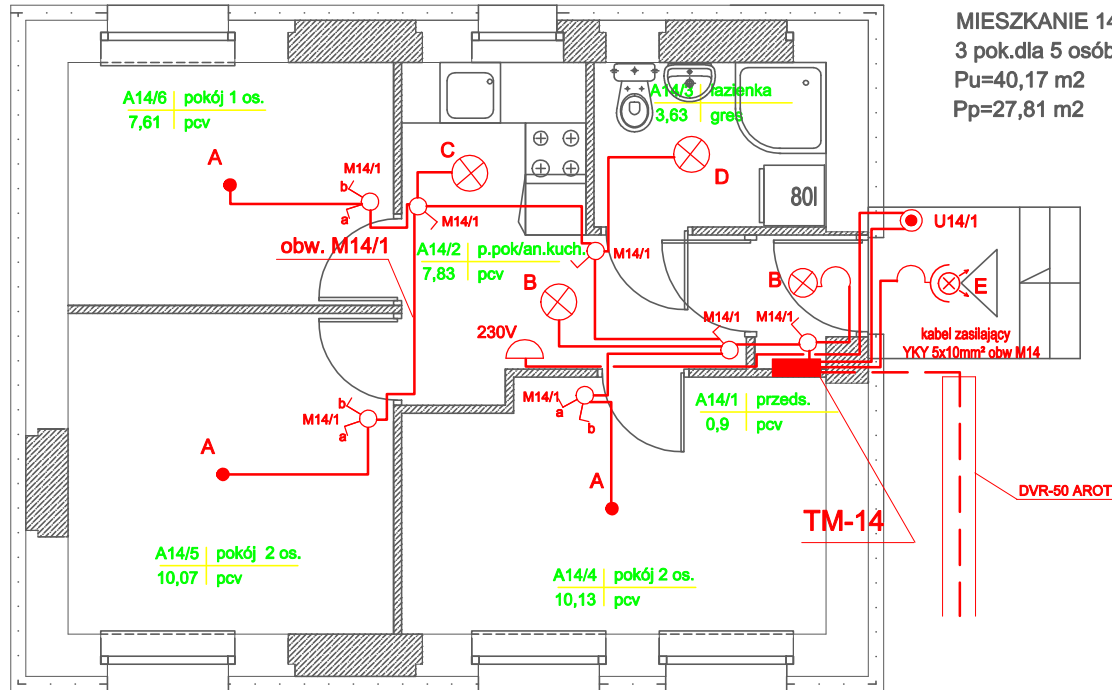 MIESZKANIE 14
3 pok.dla 5 osób
Pu=40,17 m2
Pp=27,81 m2
A14/6 pokój 1 os.
7,61 pcv
A14/3 łazienka
3,63 gres
A
M14/1
b
a
C
M14/1
D
80l
U14/1
obw. M14/1
A14/2 p.pok/an.kuch.
7,83 pcv
M14/1
B
B
E
230V
M14/1
M14/1
kabel zasilający
YKY 5x10mm² obw M14
M14/1
b
a
M14/1
a
b
A14/1 przeds.
0,9 pcv
A
A
DVR-50 AROT
TM-14
A14/5 pokój 2 os.
10,07 pcv
A14/4 pokój 2 os.
10,13 pcv